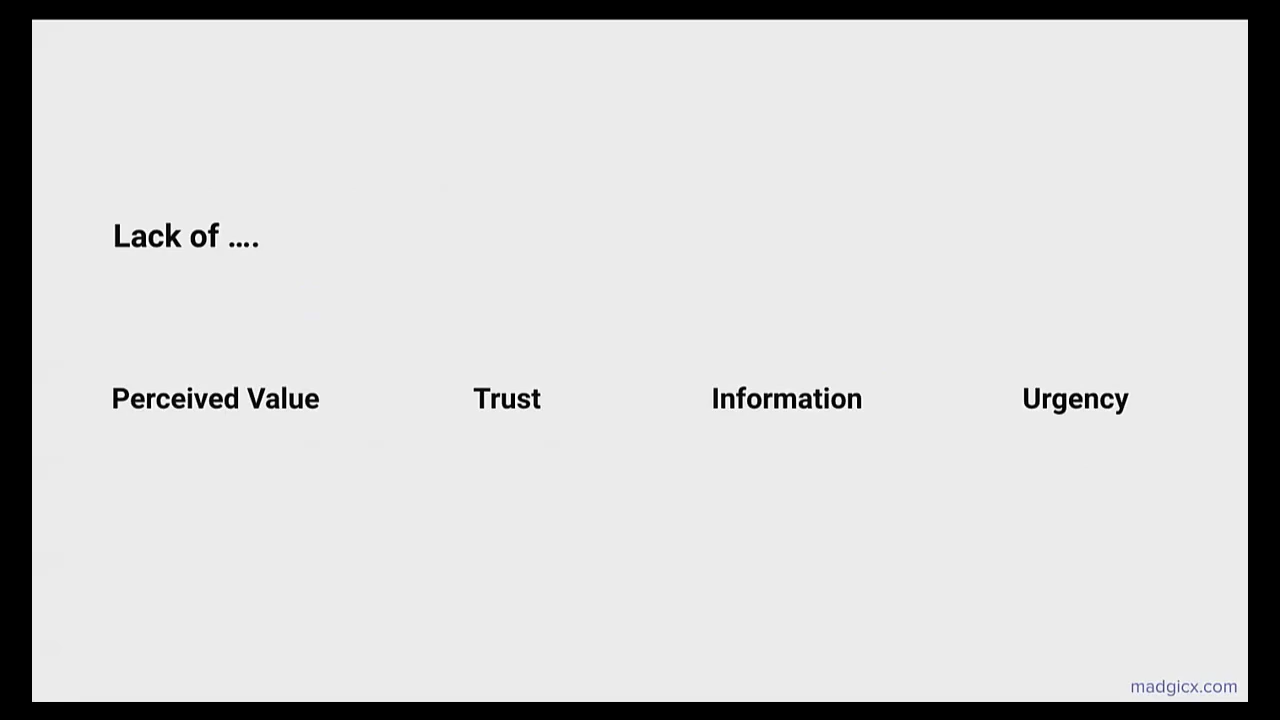 Lack of ....
Perceived Value Trust Information Urgency
madgicx.com